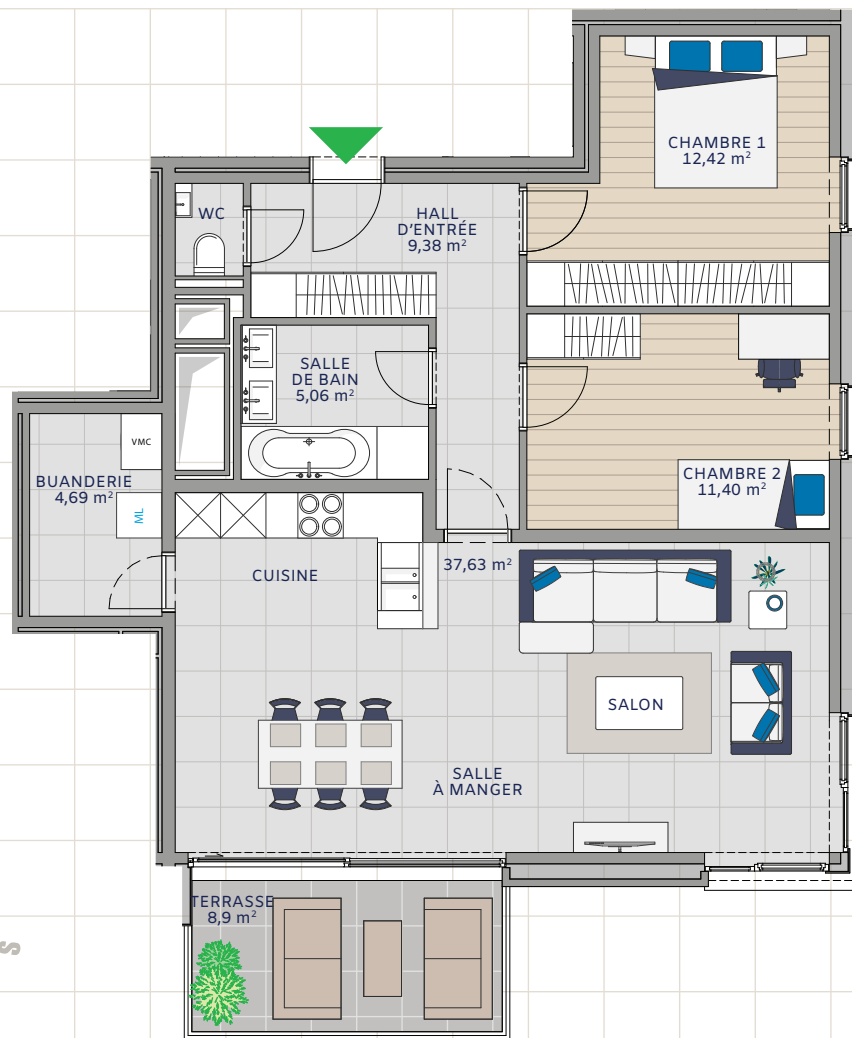 CHAMBRE 1
12,42 m²
WC
HALL
D'ENTRÉE
9,38 m²
SALLE
DE BAIN
5,06 m²
VMC
BUANDERIE
4,69 m²
ML
CHAMBRE 2
11,40 m²
CUISINE
37,63 m²
SALON
SALLE
À MANGER
TERRASSE
8,9 m²
S